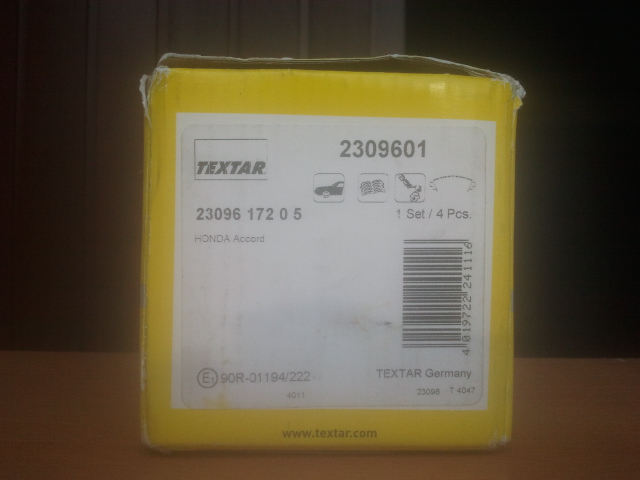 TEXTAR
2309601
23096 172 0 5
1 Set / 4 Pcs.
HONDA Accord
4 019722 241116
E1 90R-01194/222
TEXTAR Germany
4011
23096 T 4047
www.textar.com